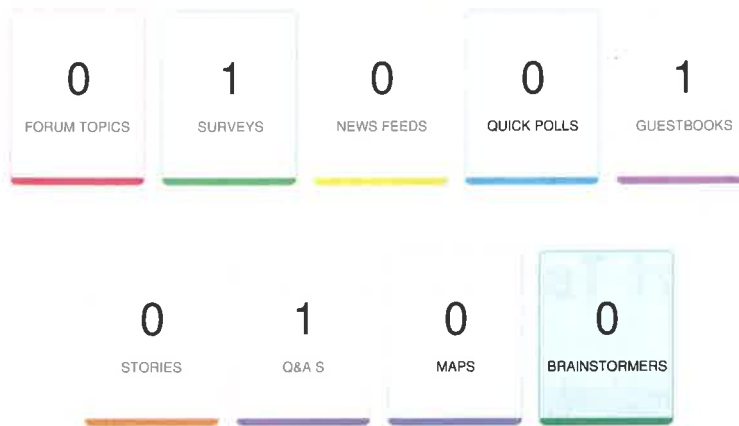 0 1 0 0 1
FORUM TOPICS SURVEYS NEWS FEEDS QUICK POLLS GUESTBOOKS
0 1 0 0
STORIES Q&A S MAPS BRAINSTORMERS